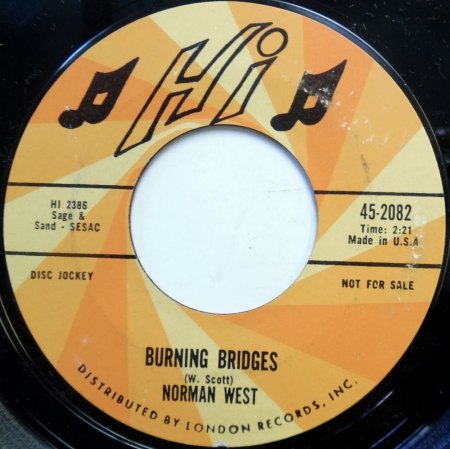 Hi
HI 2386
Sage &
Sand - SESAC
45-2082
Time: 2:21
Made in U.S.A
DISC JOCKEY
NOT FOR SALE
BURNING BRIDGES
(W. Scott)
NORMAN WEST
DISTRIBUTED BY LONDON RECORDS, INC.